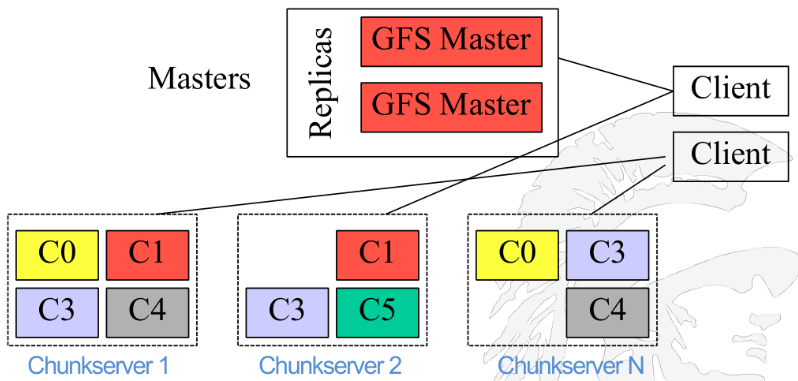 GFS Master
GFS Master
Replicas
Masters
Client
Client
C0 C1
C3 C4
Chunkserver 1
C1
C3 C5
Chunkserver 2
C0 C3
C4
Chunkserver N